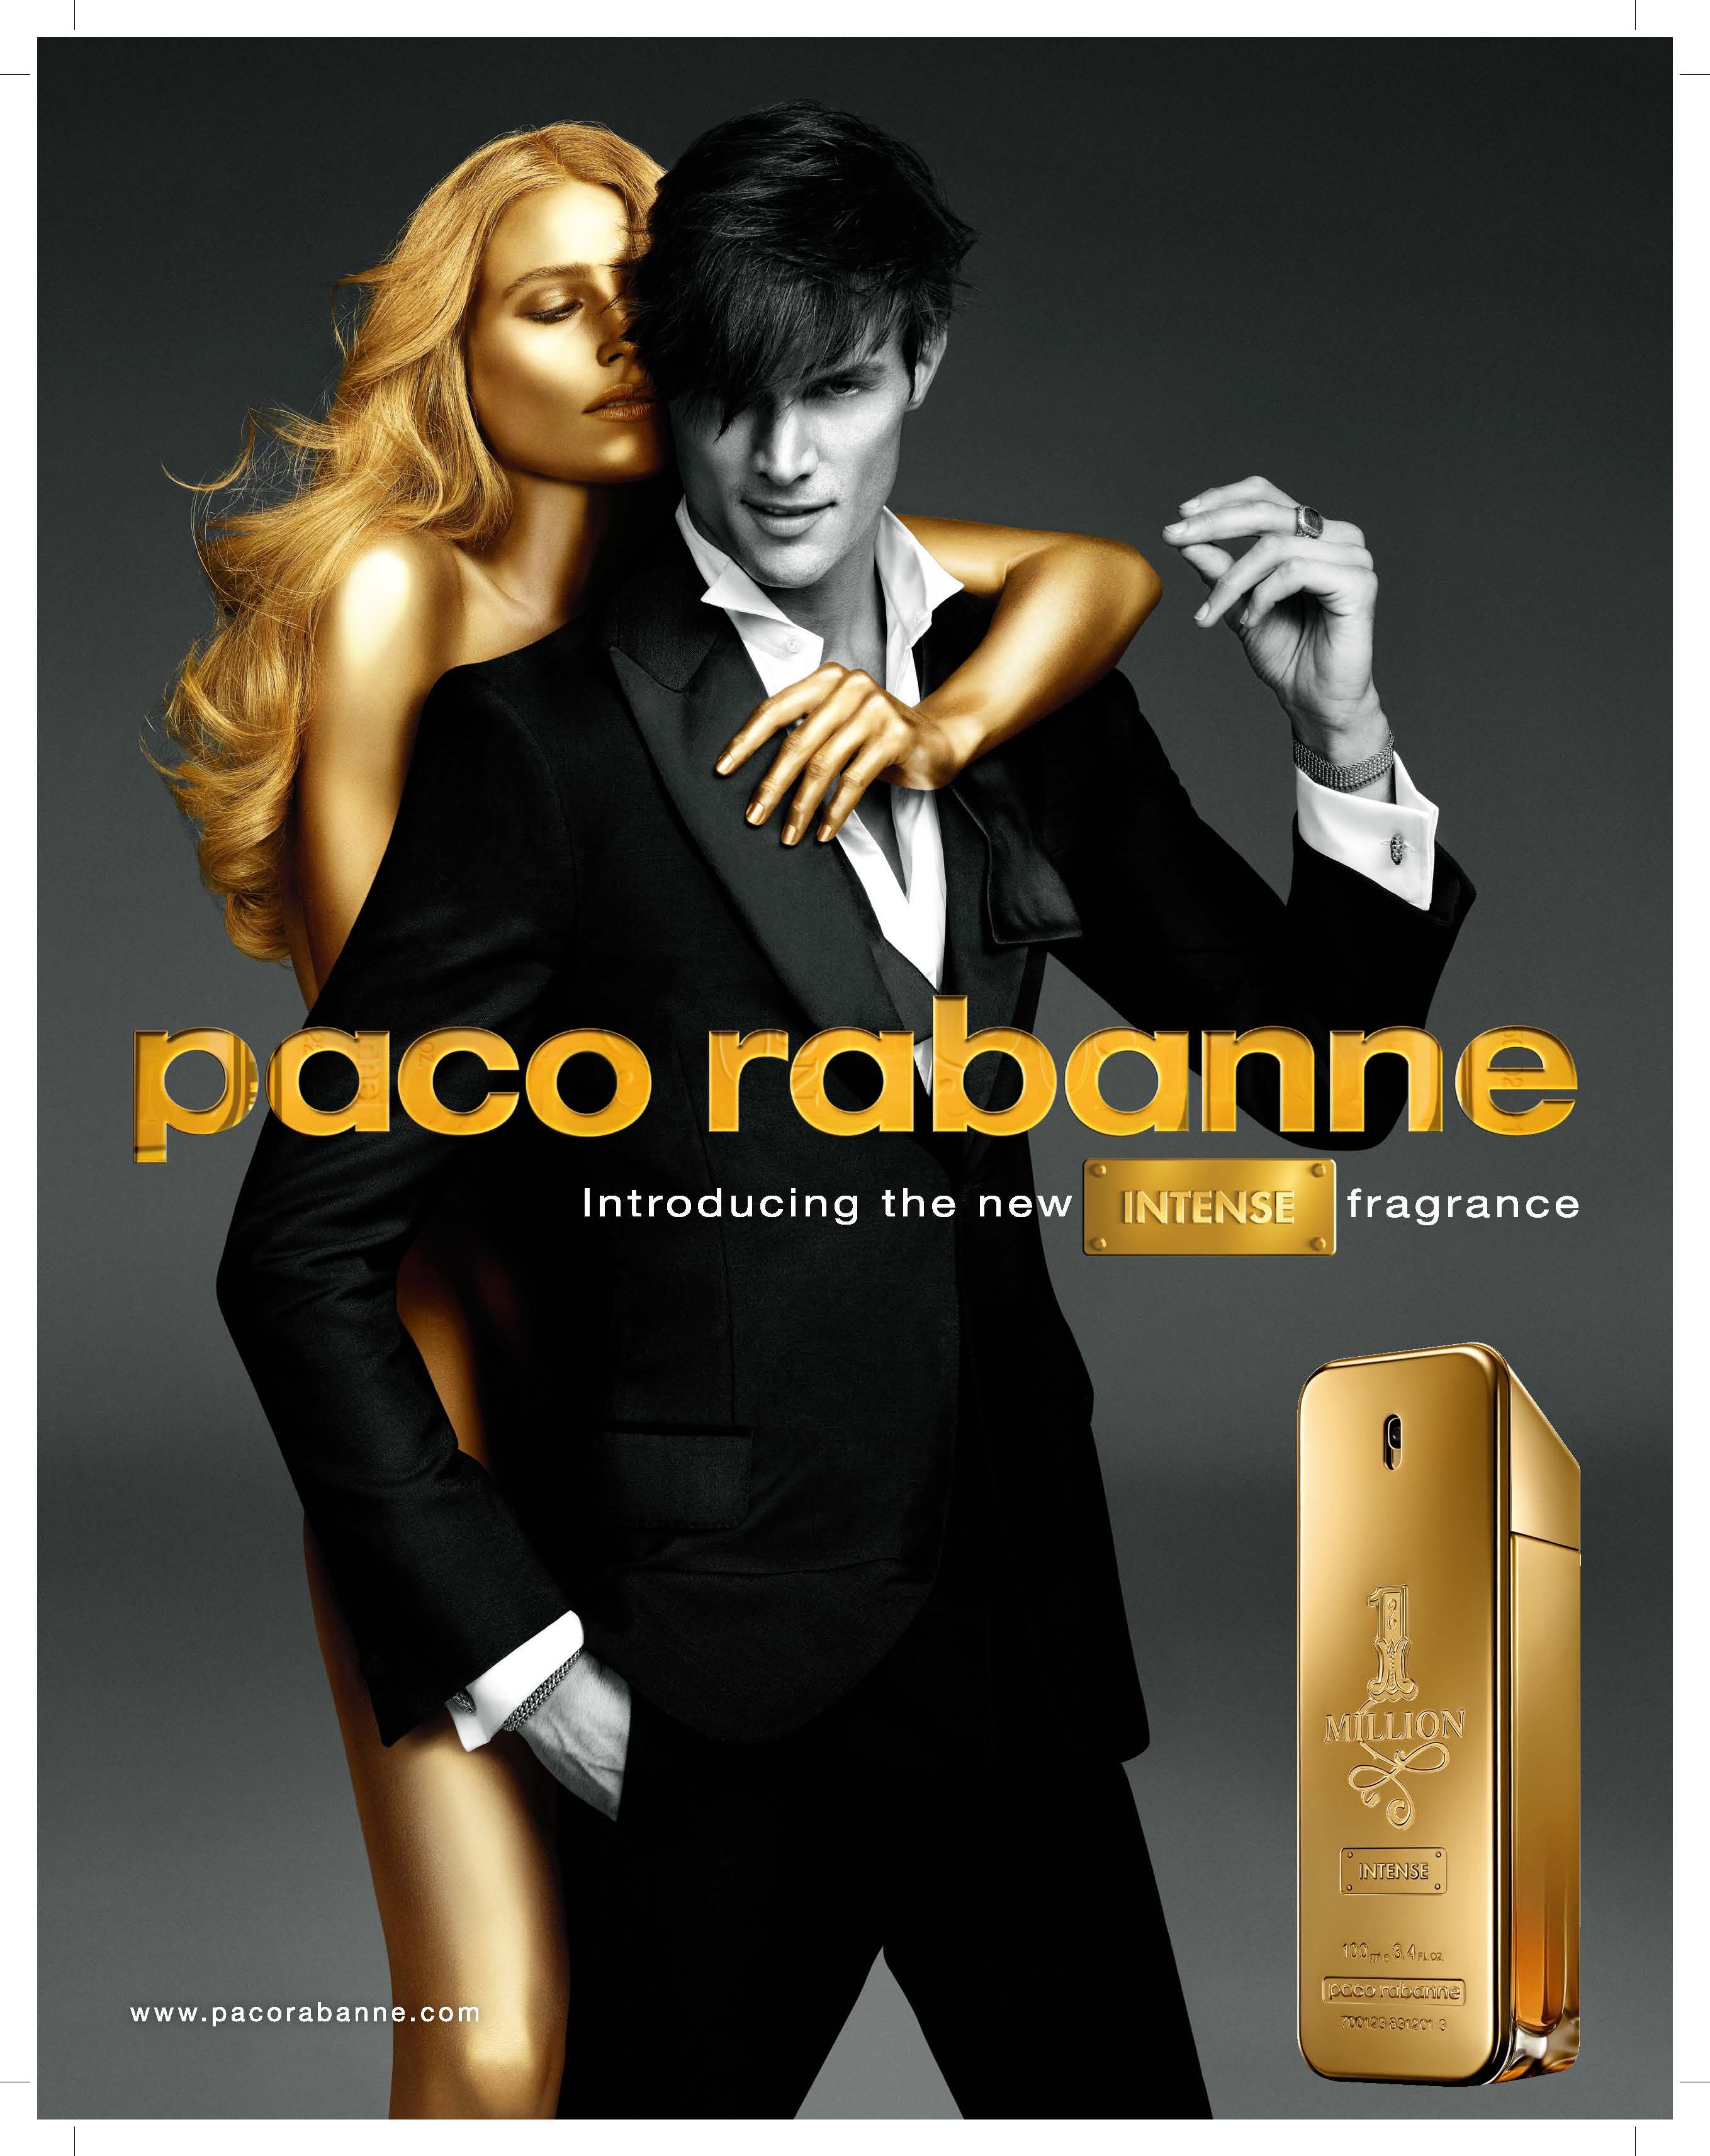 paco rabanne
Introducing the new INTENSE fragrance
1
MILLION
INTENSE
100 ml e 3.4 FL.OZ.
paco rabanne
www.pacorabanne.com